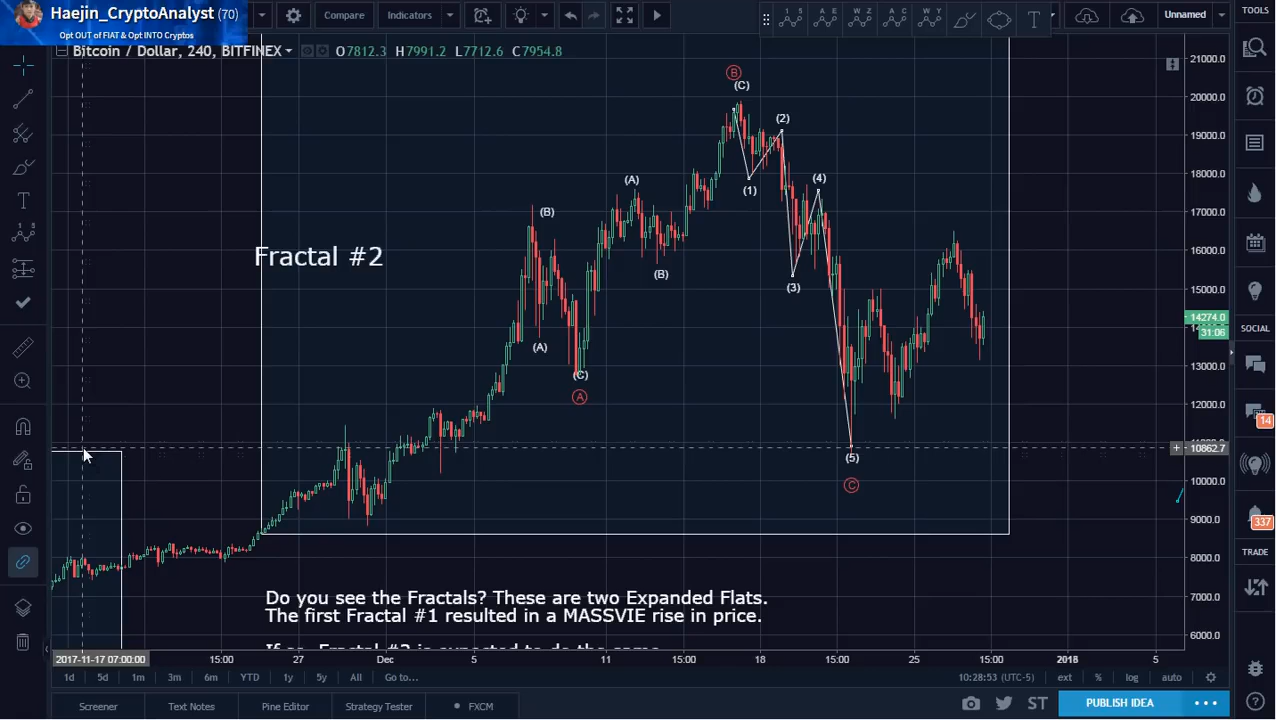 Haejin_CryptoAnalyst (70)
Opt OUT of FIAT & Opt INTO Cryptos
Compare
Indicators
Unnamed
TOOLS
Bitcoin / Dollar, 240, BITFINEX
O7812.3 H7991.2 L7712.6 C7954.8
21000.0
20000.0
19000.0
18000.0
17000.0
16000.0
15000.0
14274.0
31:06
13000.0
12000.0
10862.7
10000.0
9000.0
8000.0
7000.0
6000.0
B
(C)
(2)
(1)
(4)
(A)
(B)
(B)
(3)
(A)
(C)
A
(5)
C
Fractal #2
Do you see the Fractals? These are two Expanded Flats.
The first Fractal #1 resulted in a MASSVIE rise in price.
SOCIAL
14
337
TRADE
2017-11-17 07:00:00
15:00
27
Dec
5
11
15:00
18
15:00
25
15:00
2018
5
1d 5d 1m 3m 6m YTD 1y 5y All Go to...
10:28:53 (UTC-5) ext % log auto
Screener
Text Notes
Pine Editor
Strategy Tester
FXCM
ST
PUBLISH IDEA